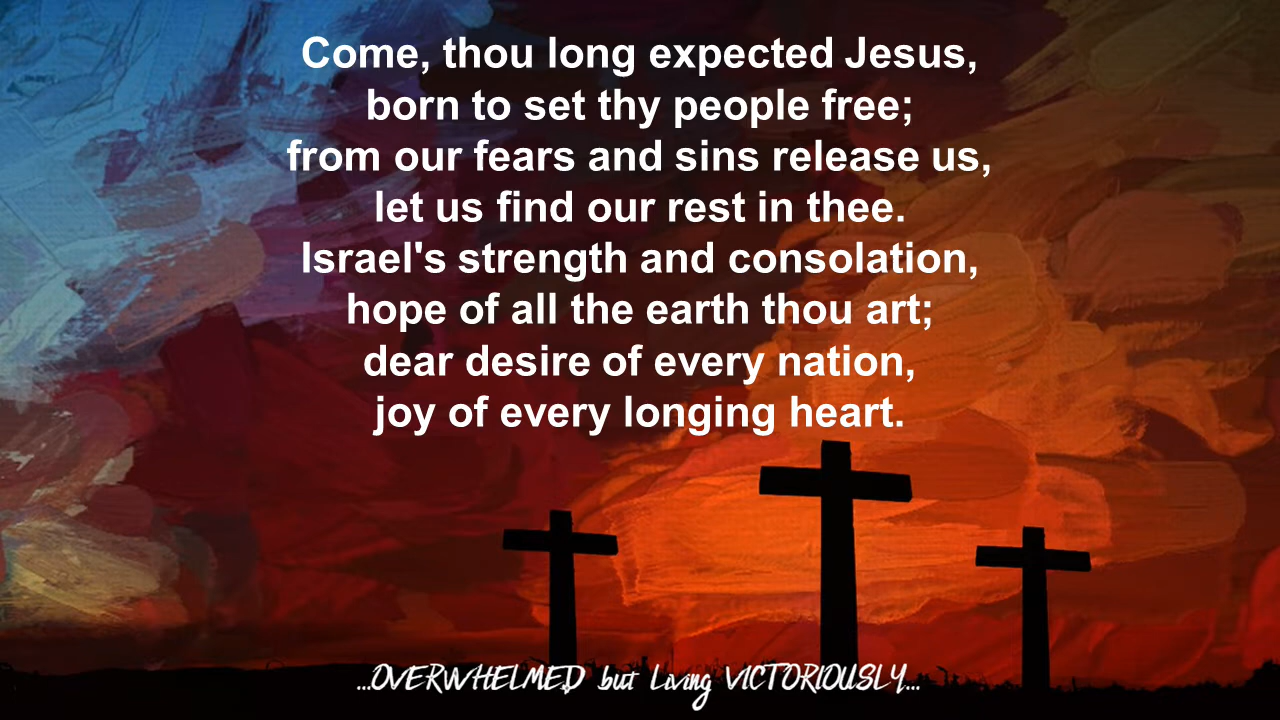 Come, thou long expected Jesus,
born to set thy people free;
from our fears and sins release us,
let us find our rest in thee.
Israel's strength and consolation,
hope of all the earth thou art;
dear desire of every nation,
joy of every longing heart.
...OVERWHELMED but Living VICTORIOUSLY...